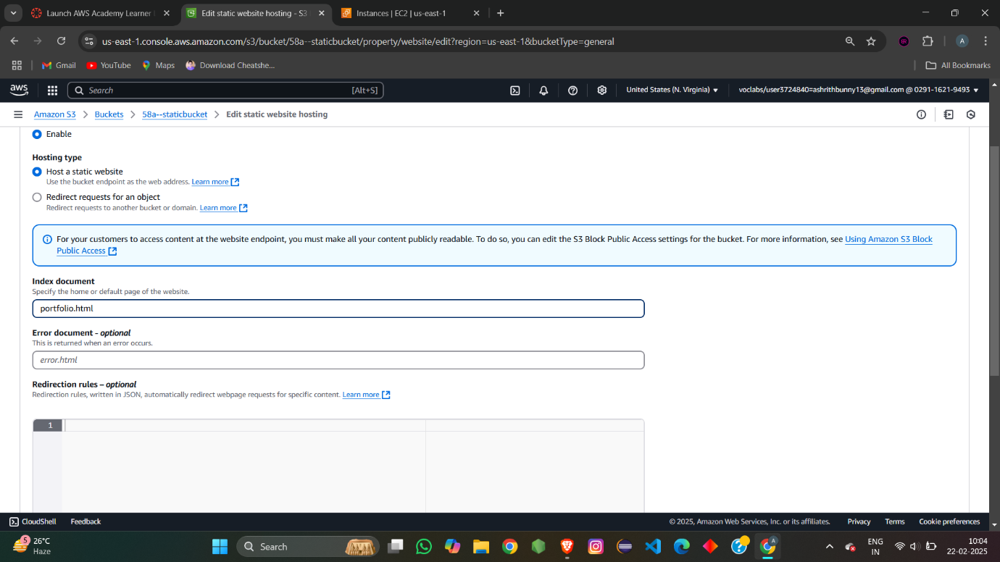 Launch AWS Academy Learner
Edit static website hosting - S3
Instances | EC2 | us-east-1
us-east-1.console.aws.amazon.com/s3/bucket/58a--staticbucket/property/website/edit?region=us-east-1&bucketType=general
A
Gmail
YouTube
Maps
Download Cheatshe...
All Bookmarks
aws
Search
[Alt+S]
United States (N. Virginia)
voclabs/user3724840=ashrithbunny13@gmail.com @ 0291-1621-9493
Amazon S3
Buckets
58a--staticbucket
Edit static website hosting
Enable
Hosting type
Host a static website
Use the bucket endpoint as the web address. Learn more
Redirect requests for an object
Redirect requests to another bucket or domain. Learn more
For your customers to access content at the website endpoint, you must make all your content publicly readable. To do so, you can edit the S3 Block Public Access settings for the bucket. For more information, see Using Amazon S3 Block
Public Access
Index document
Specify the home or default page of the website.
portfolio.html
Error document - optional
This is returned when an error occurs.
error.html
Redirection rules – optional
Redirection rules, written in JSON, automatically redirect webpage requests for specific content. Learn more
1
CloudShell
Feedback
© 2025, Amazon Web Services, Inc. or its affiliates.
Privacy
Terms
Cookie preferences
5
26°C
Haze
Search
A
ENG
IN
10:04
22-02-2025